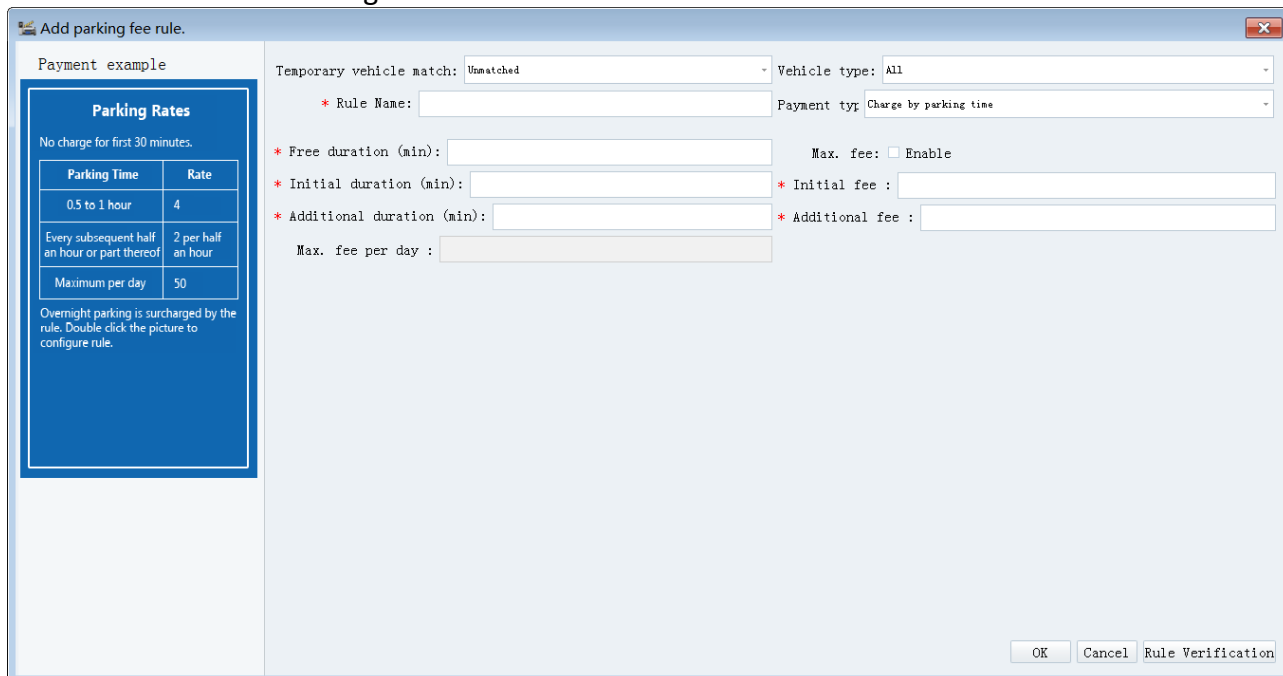 Add parking fee rule.
Payment example
Parking Rates
No charge for first 30 minutes.
Parking Time Rate
0.5 to 1 hour 4
Every subsequent half 2 per half
an hour or part thereof an hour
Maximum per day 50
Overnight parking is surcharged by the
rule. Double click the picture to
configure rule.
Temporary vehicle match: Unmatched Vehicle type: All
* Rule Name: Payment typ Charge by parking time
* Free duration (min): Max. fee: Enable
* Initial duration (min): * Initial fee :
* Additional duration (min): * Additional fee :
Max. fee per day :
OK Cancel Rule Verification